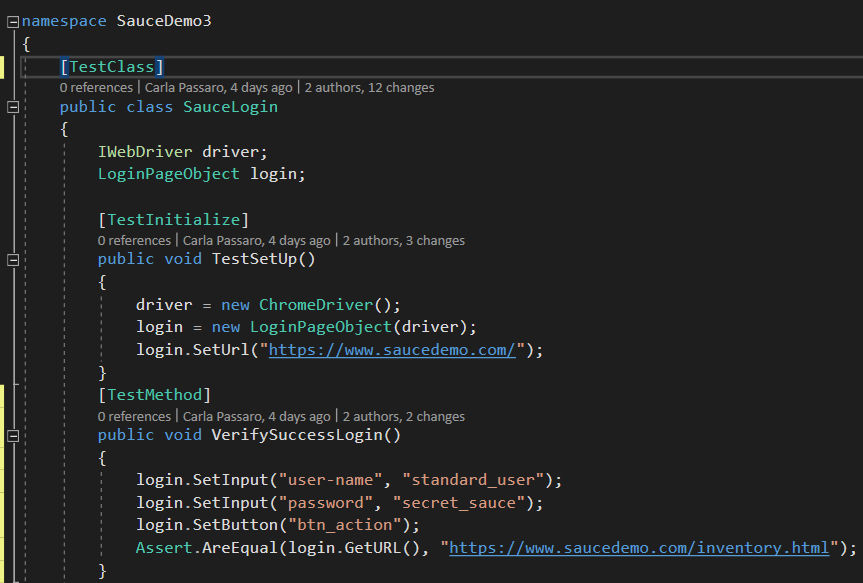 namespace SauceDemo3
{
[TestClass]
0 references | Carla Passaro, 4 days ago | 2 authors, 12 changes
public class SauceLogin
{
IWebDriver driver;
LoginPageObject login;
[TestInitialize]
0 references | Carla Passaro, 4 days ago | 2 authors, 3 changes
public void TestSetUp()
{
driver = new ChromeDriver();
login = new LoginPageObject(driver);
login.SetUrl("https://www.saucedemo.com/");
}
[TestMethod]
0 references | Carla Passaro, 4 days ago | 2 authors, 2 changes
public void VerifySuccessLogin()
{
login.SetInput("user-name", "standard_user");
login.SetInput("password", "secret_sauce");
login.SetButton("btn_action");
Assert.AreEqual(login.GetURL(), "https://www.saucedemo.com/inventory.html");
}